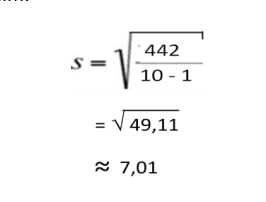 s = √(442 / (10 - 1))
= √ 49,11
≈ 7,01